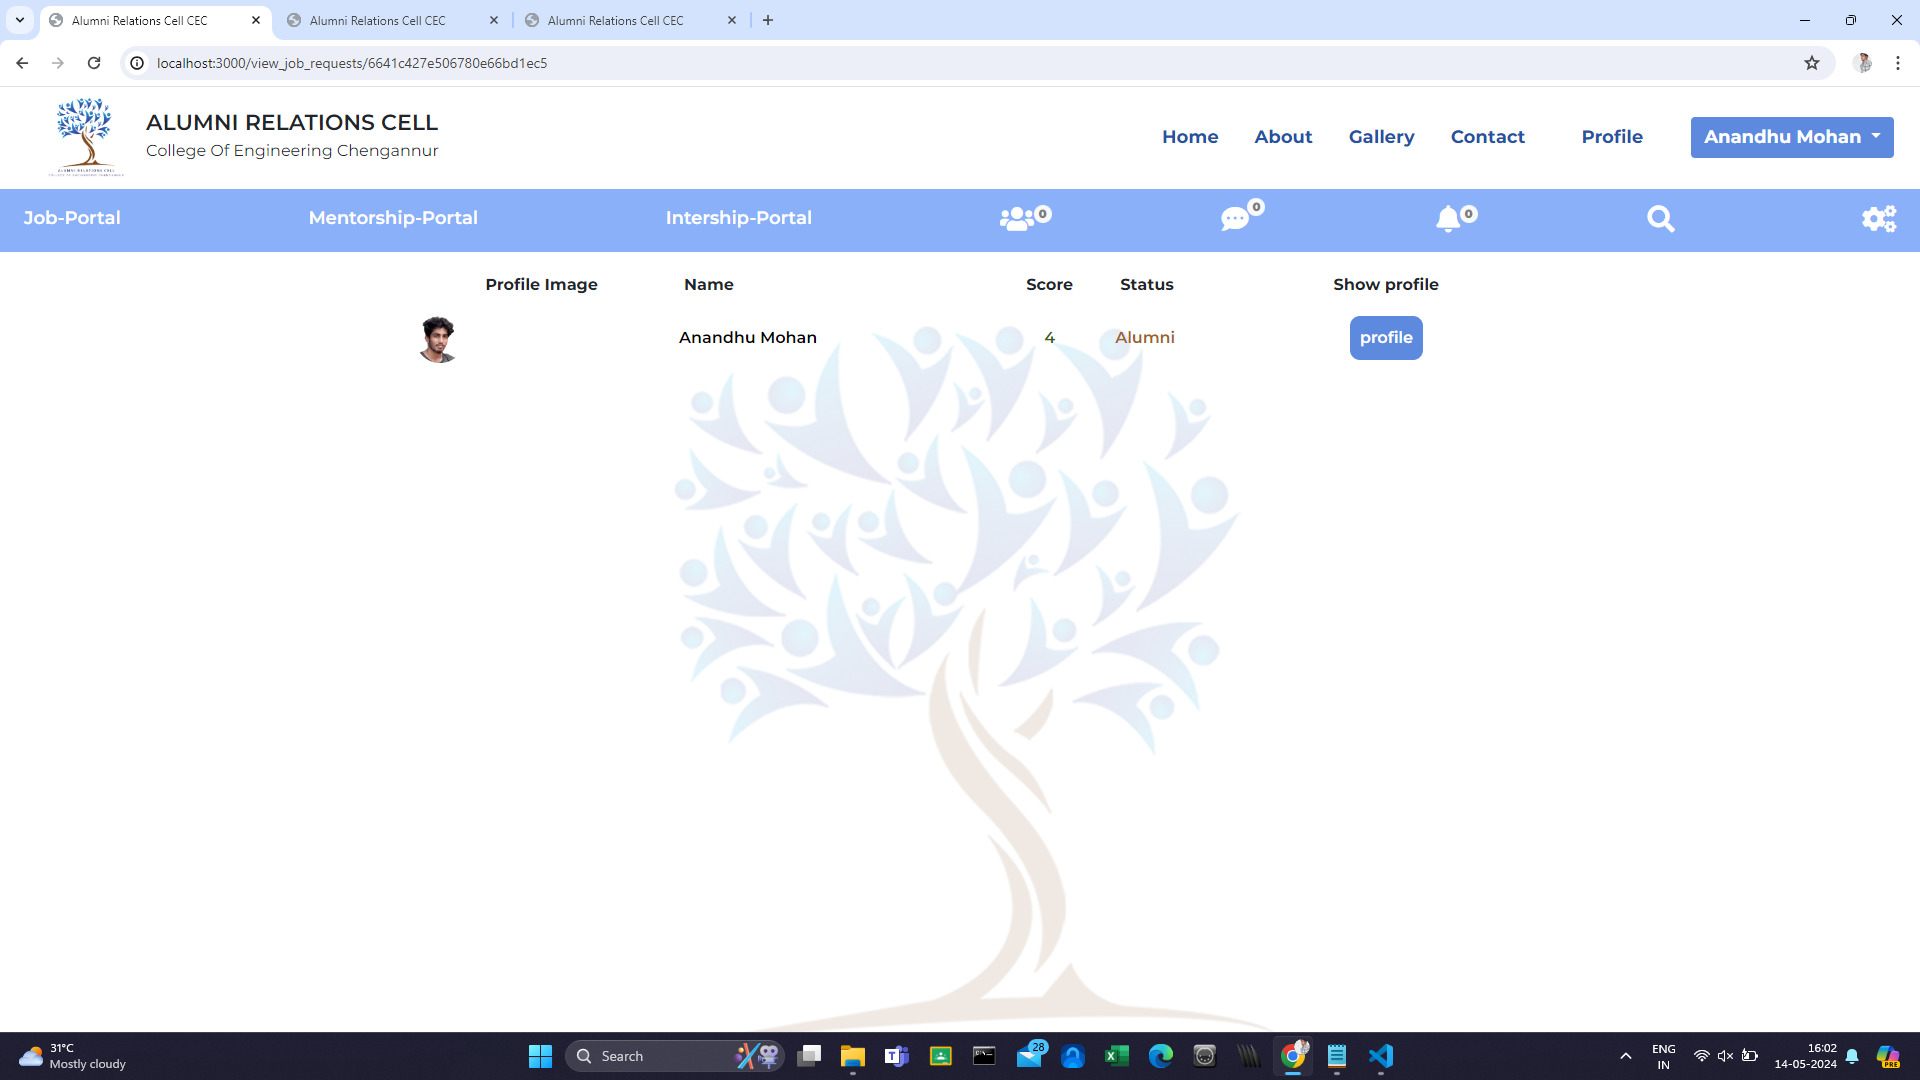 Alumni Relations Cell CEC
Alumni Relations Cell CEC
Alumni Relations Cell CEC
localhost:3000/view_job_requests/6641c427e506780e66bd1ec5
ALUMNI RELATIONS CELL
College Of Engineering Chengannur
Home About Gallery Contact Profile Anandhu Mohan
Job-Portal Mentorship-Portal Intership-Portal 0 0 0
Profile Image Name Score Status Show profile
Anandhu Mohan 4 Alumni profile
31°C
Mostly cloudy
Search
28
ENG
IN
16:02
14-05-2024
PRE